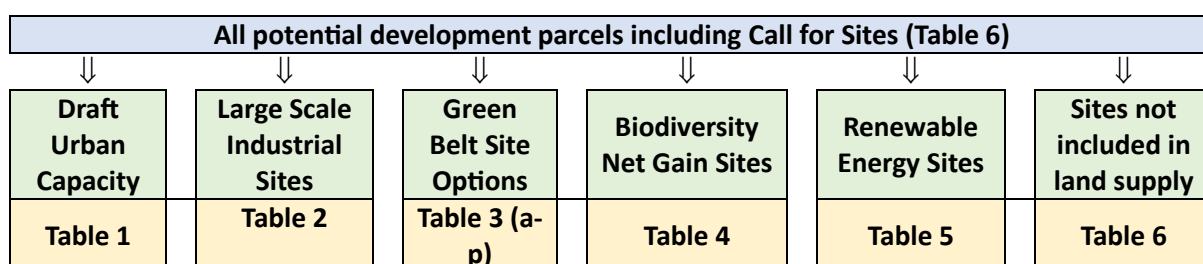 All potential development parcels including Call for Sites (Table 6)
⇓ ⇓ ⇓ ⇓ ⇓ ⇓
Draft
Urban
Capacity
Large Scale
Industrial
Sites
Green
Belt Site
Options
Biodiversity
Net Gain Sites
Renewable
Energy Sites
Sites not
included in
land supply
Table 1
Table 2
Table 3 (a-
p)
Table 4
Table 5
Table 6